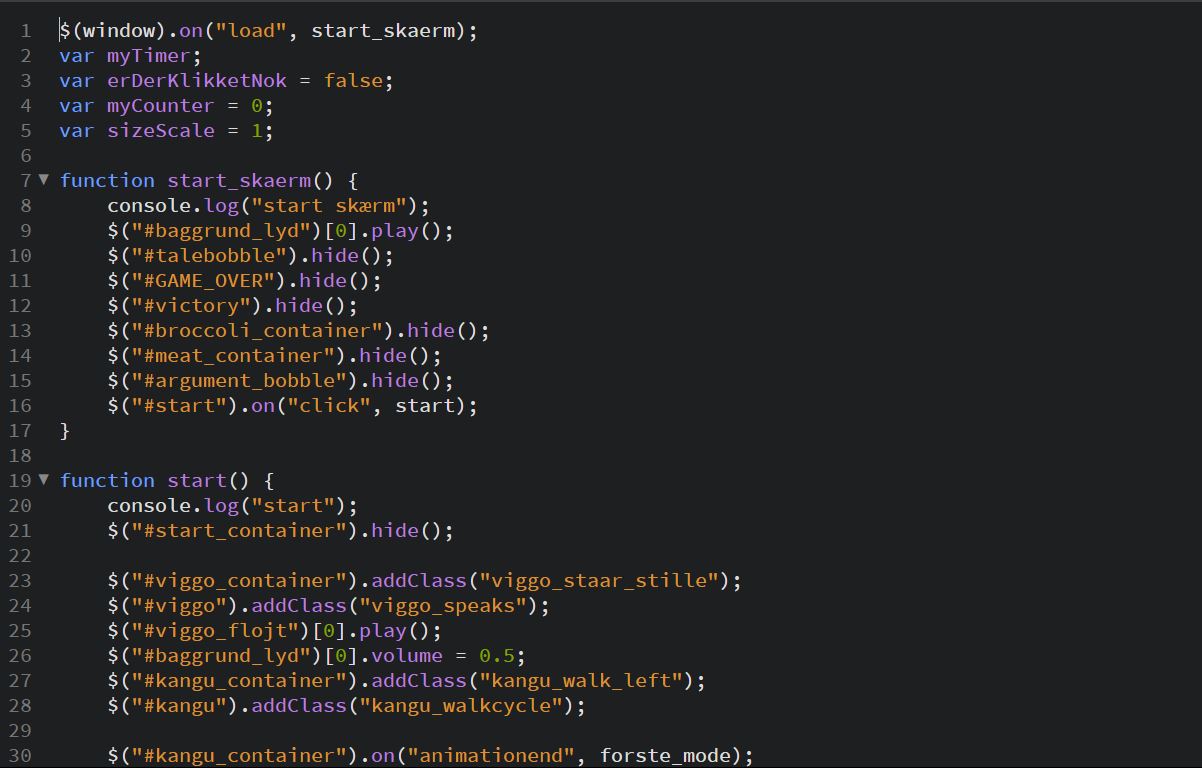 1 $(window).on("load", start_skaerm);
2 var myTimer;
3 var erDerKlikketNok = false;
4 var myCounter = 0;
5 var sizeScale = 1;
6
7 function start_skaerm() {
8     console.log("start skærm");
9     $("#baggrund_lyd")[0].play();
10     $("#talebobble").hide();
11     $("#GAME_OVER").hide();
12     $("#victory").hide();
13     $("#broccoli_container").hide();
14     $("#meat_container").hide();
15     $("#argument_bobble").hide();
16     $("#start").on("click", start);
17 }
18
19 function start() {
20     console.log("start");
21     $("#start_container").hide();
22
23     $("#viggo_container").addClass("viggo_staar_stille");
24     $("#viggo").addClass("viggo_speaks");
25     $("#viggo_flojt")[0].play();
26     $("#baggrund_lyd")[0].volume = 0.5;
27     $("#kangu_container").addClass("kangu_walk_left");
28     $("#kangu").addClass("kangu_walkcycle");
29
30     $("#kangu_container").on("animationend", forste_mode);